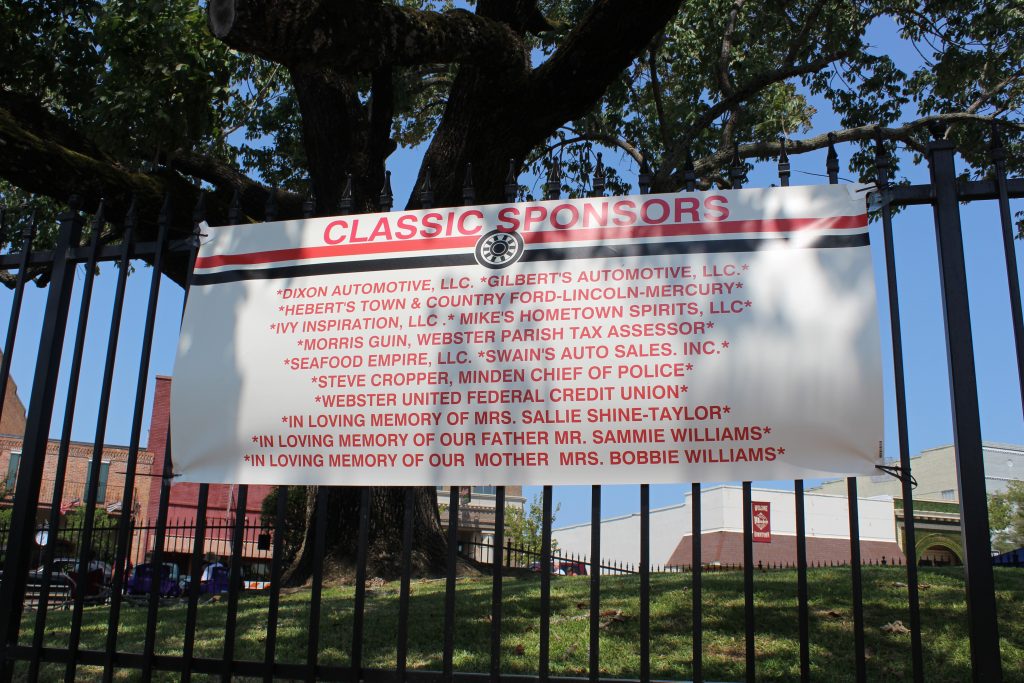 CLASSIC SPONSORS
*DIXON AUTOMOTIVE, LLC. *GILBERT'S AUTOMOTIVE, LLC.*
*HEBERT'S TOWN & COUNTRY FORD-LINCOLN-MERCURY*
*IVY INSPIRATION, LLC .* MIKE'S HOMETOWN SPIRITS, LLC*
*MORRIS GUIN, WEBSTER PARISH TAX ASSESSOR*
*SEAFOOD EMPIRE, LLC. *SWAIN'S AUTO SALES. INC.*
*STEVE CROPPER, MINDEN CHIEF OF POLICE*
*WEBSTER UNITED FEDERAL CREDIT UNION*
*IN LOVING MEMORY OF MRS. SALLIE SHINE-TAYLOR*
*IN LOVING MEMORY OF OUR FATHER MR. SAMMIE WILLIAMS*
*IN LOVING MEMORY OF OUR MOTHER MRS. BOBBIE WILLIAMS*
WELCOME